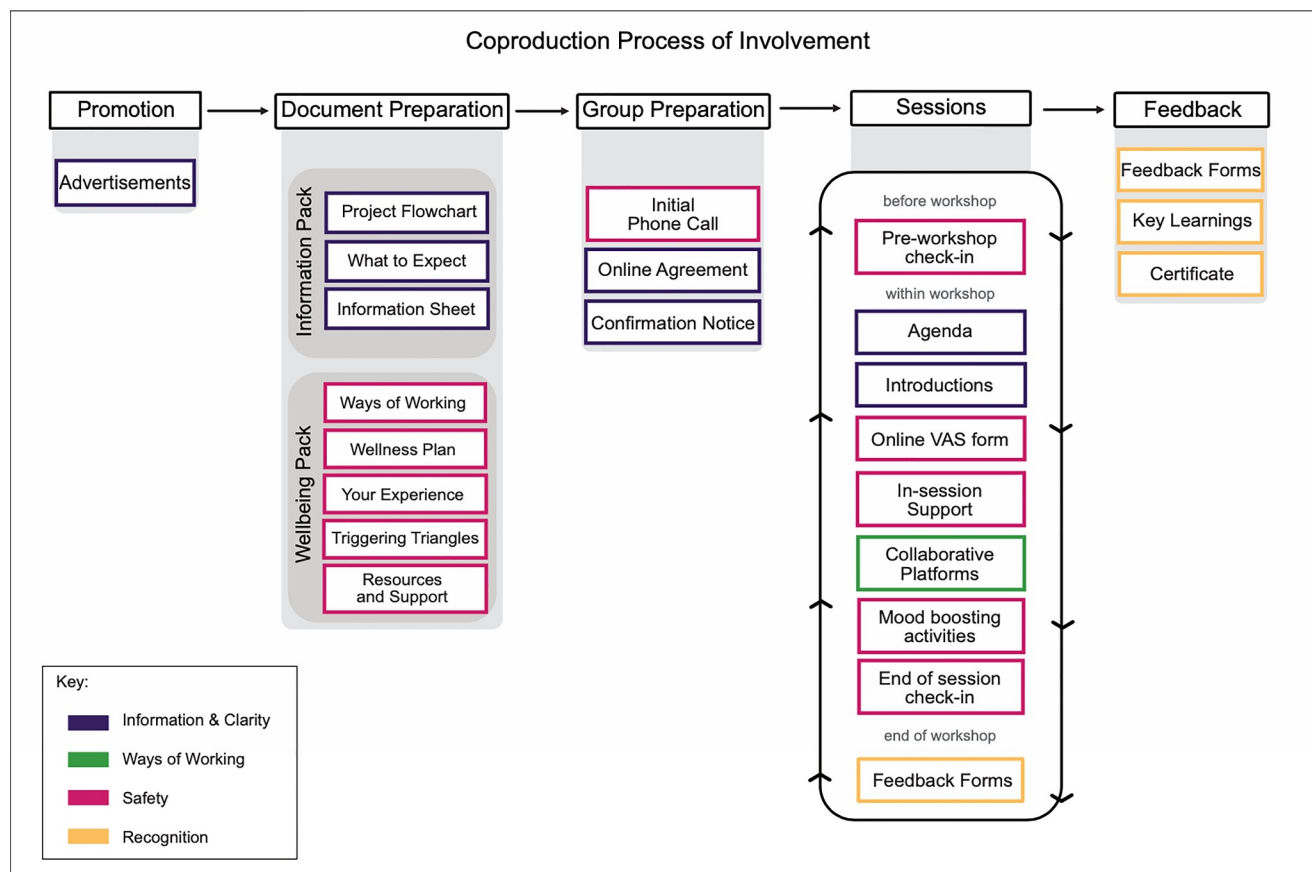 Coproduction Process of Involvement
Promotion
Advertisements
Document Preparation
Information Pack
Project Flowchart
What to Expect
Information Sheet
Wellbeing Pack
Ways of Working
Wellness Plan
Your Experience
Triggering Triangles
Resources
and Support
Group Preparation
Initial
Phone Call
Online Agreement
Confirmation Notice
Sessions
before workshop
Pre-workshop
check-in
within workshop
Agenda
Introductions
Online VAS form
In-session
Support
Collaborative
Platforms
Mood boosting
activities
End of session
check-in
end of workshop
Feedback Forms
Feedback
Feedback Forms
Key Learnings
Certificate
Key:
Information & Clarity
Ways of Working
Safety
Recognition